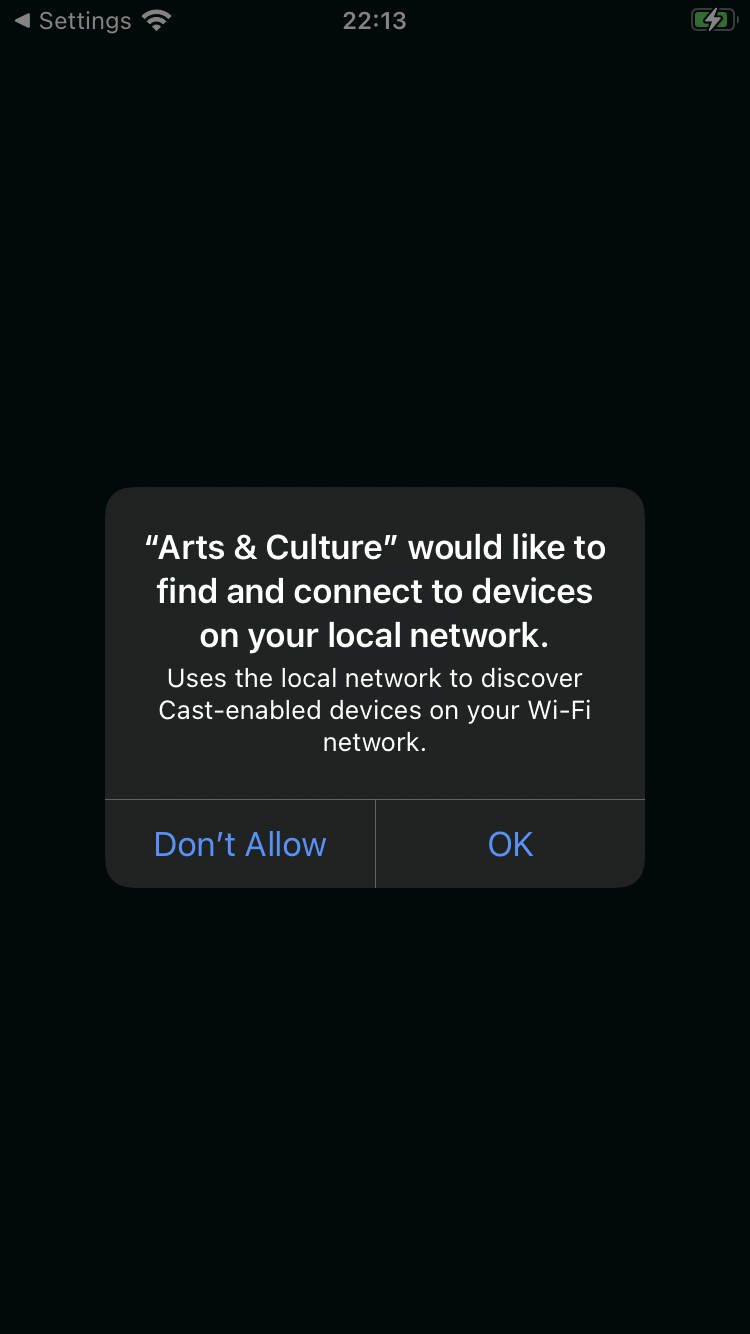 ◀ Settings 22:13
“Arts & Culture” would like to
find and connect to devices
on your local network.
Uses the local network to discover
Cast-enabled devices on your Wi-Fi
network.
Don’t Allow OK